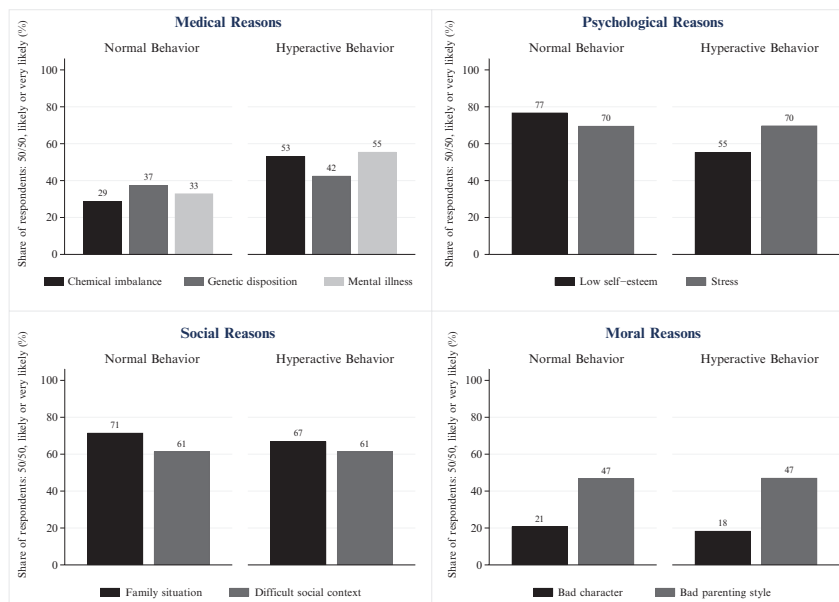 Medical Reasons
Normal Behavior
Hyperactive Behavior
Share of respondents: 50/50, likely or very likely (%)
100
80
60
40
20
0
29
37
33
53
42
55
Chemical imbalance
Genetic disposition
Mental illness
Psychological Reasons
Normal Behavior
Hyperactive Behavior
Share of respondents: 50/50, likely or very likely (%)
100
80
60
40
20
0
77
70
55
70
Low self−esteem
Stress
Social Reasons
Normal Behavior
Hyperactive Behavior
Share of respondents: 50/50, likely or very likely (%)
100
80
60
40
20
0
71
61
67
61
Family situation
Difficult social context
Moral Reasons
Normal Behavior
Hyperactive Behavior
Share of respondents: 50/50, likely or very likely (%)
100
80
60
40
20
0
21
47
18
47
Bad character
Bad parenting style